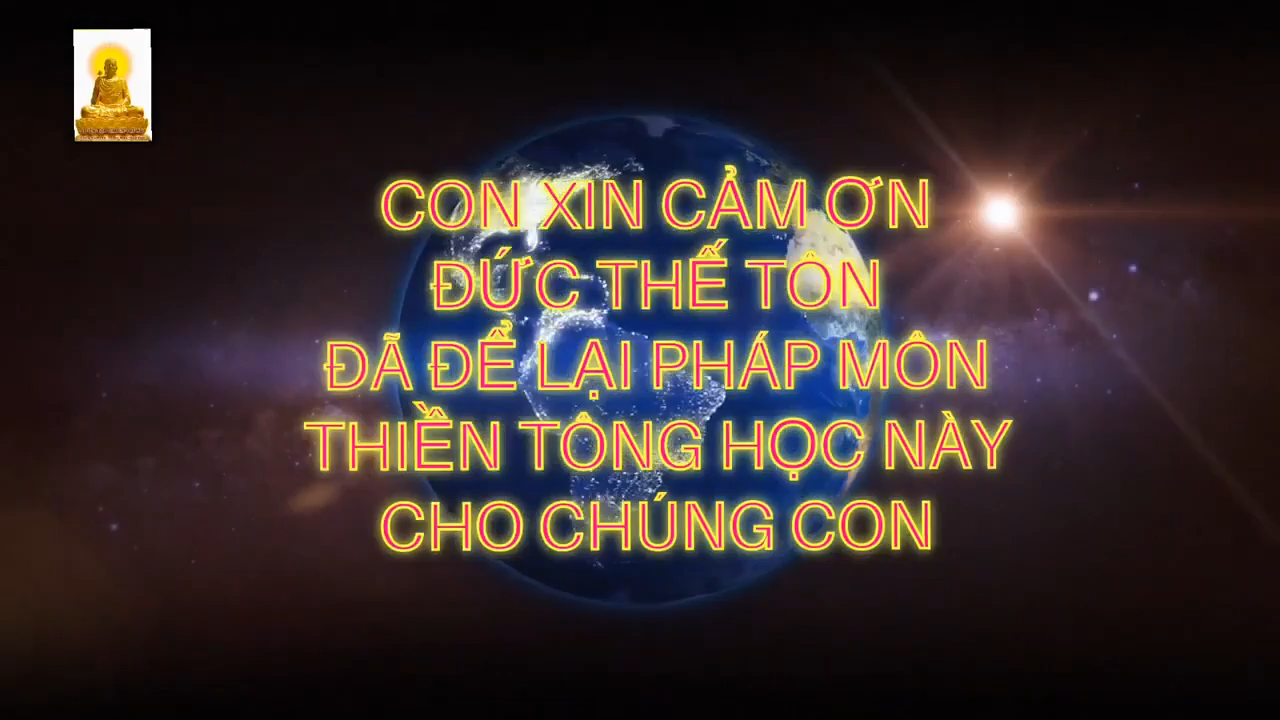 CON XIN CẢM ƠN
ĐỨC THẾ TÔN
ĐÃ ĐỂ LẠI PHÁP MÔN
THIỀN TÔNG HỌC NÀY
CHO CHÚNG CON